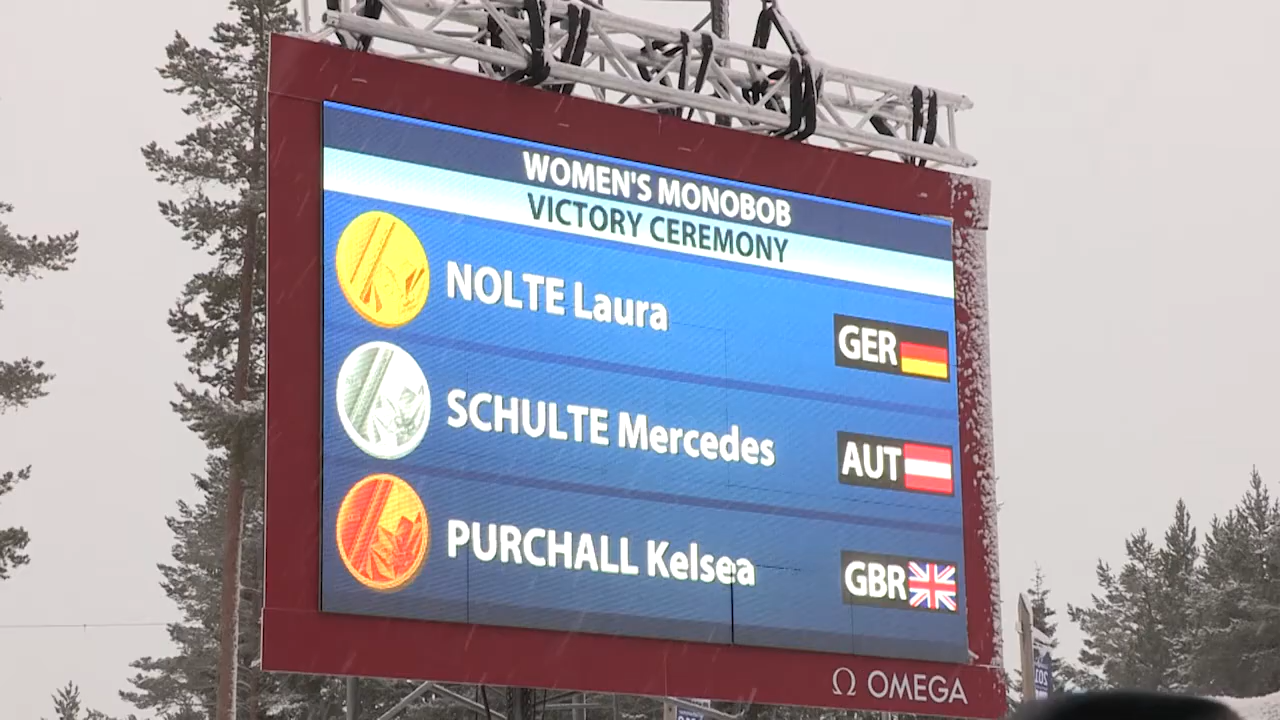 WOMEN'S MONOBOB
VICTORY CEREMONY
NOLTE Laura GER
SCHULTE Mercedes AUT
PURCHALL Kelsea GBR
Ω OMEGA